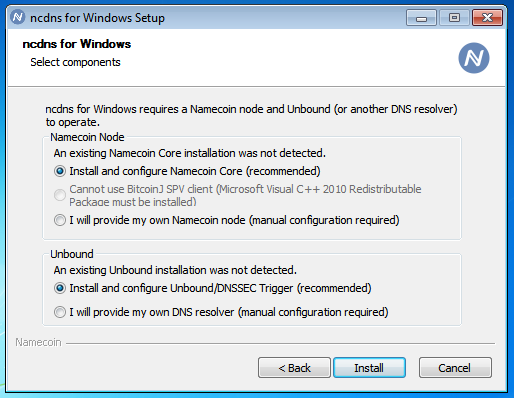 ncdns for Windows Setup
ncdns for Windows
Select components
ncdns for Windows requires a Namecoin node and Unbound (or another DNS resolver)
to operate.
Namecoin Node
An existing Namecoin Core installation was not detected.
Install and configure Namecoin Core (recommended)
Cannot use BitcoinJ SPV client (Microsoft Visual C++ 2010 Redistributable
Package must be installed)
I will provide my own Namecoin node (manual configuration required)
Unbound
An existing Unbound installation was not detected.
Install and configure Unbound/DNSSEC Trigger (recommended)
I will provide my own DNS resolver (manual configuration required)
Namecoin
< Back Install Cancel